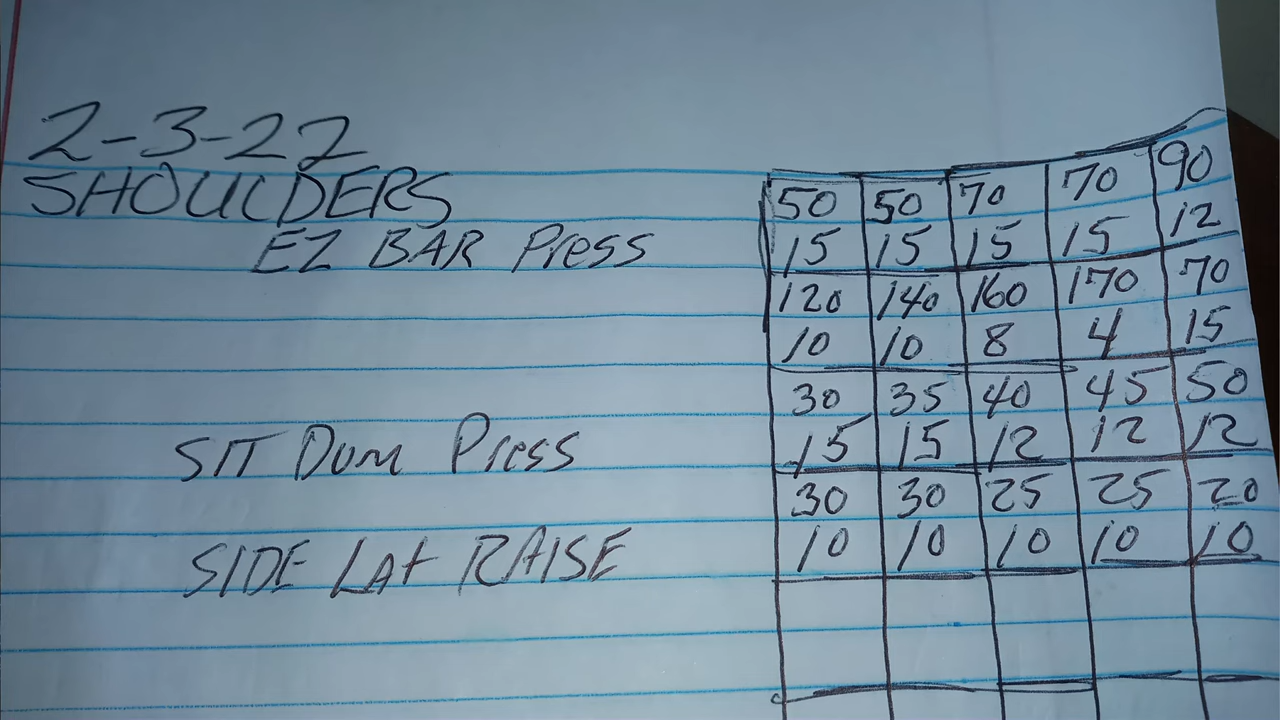 2-3-22
SHOULDERS
50 50 70 70 90
EZ BAR Press 15 15 15 15 12
120 140 160 170 70
10 10 8 4 15
30 35 40 45 50
SIT Dum Press 15 15 12 12 12
30 30 25 25 20
SIDE LAt RAISE 10 10 10 10 10